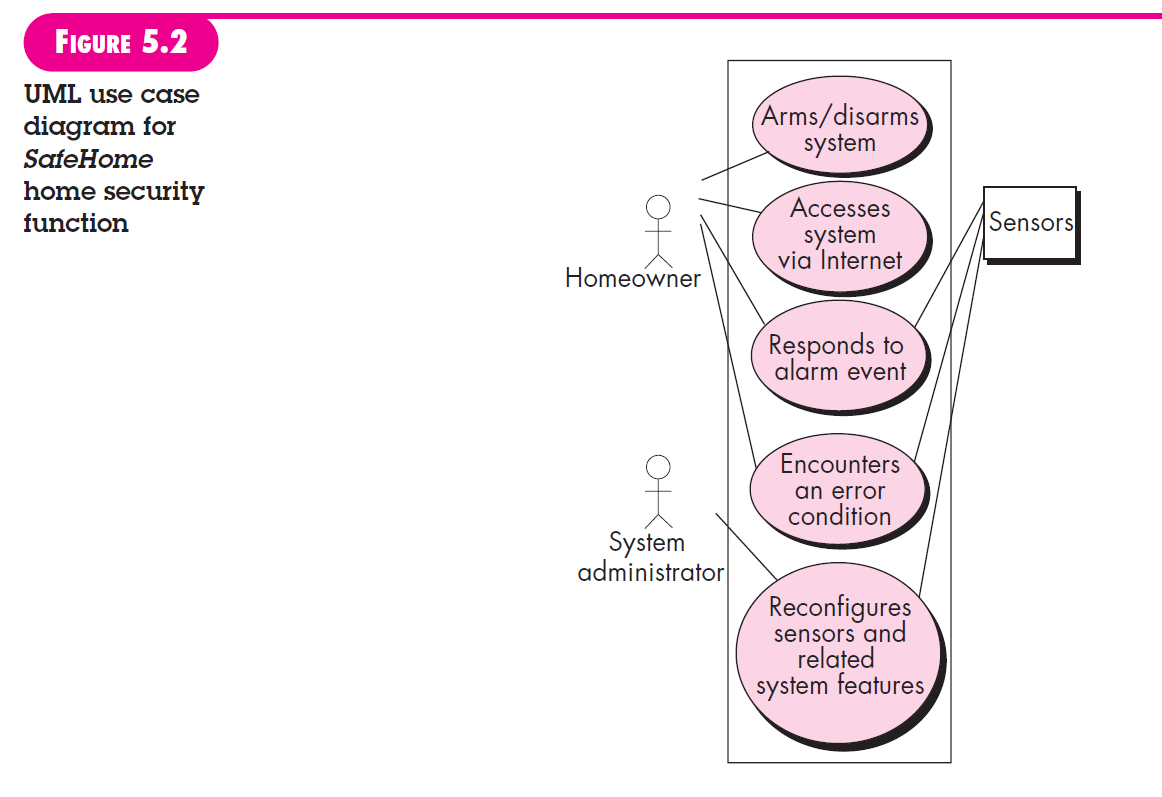 FIGURE 5.2
UML use case
diagram for
SafeHome
home security
function
Arms/disarms
system
Accesses
system
via Internet
Responds to
alarm event
Encounters
an error
condition
Reconfigures
sensors and
related
system features
Homeowner
System
administrator
Sensors